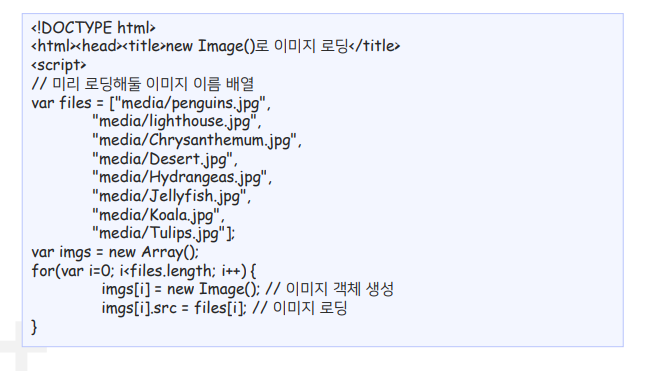 <!DOCTYPE html>
<html><head><title>new Image()로 이미지 로딩</title>
<script>
// 미리 로딩해둘 이미지 이름 배열
var files = ["media/penguins.jpg",
"media/lighthouse.jpg",
"media/Chrysanthemum.jpg",
"media/Desert.jpg",
"media/Hydrangeas.jpg",
"media/Jellyfish.jpg",
"media/Koala.jpg",
"media/Tulips.jpg"];
var imgs = new Array();
for(var i=0; i<files.length; i++) {
imgs[i] = new Image(); // 이미지 객체 생성
imgs[i].src = files[i]; // 이미지 로딩
}